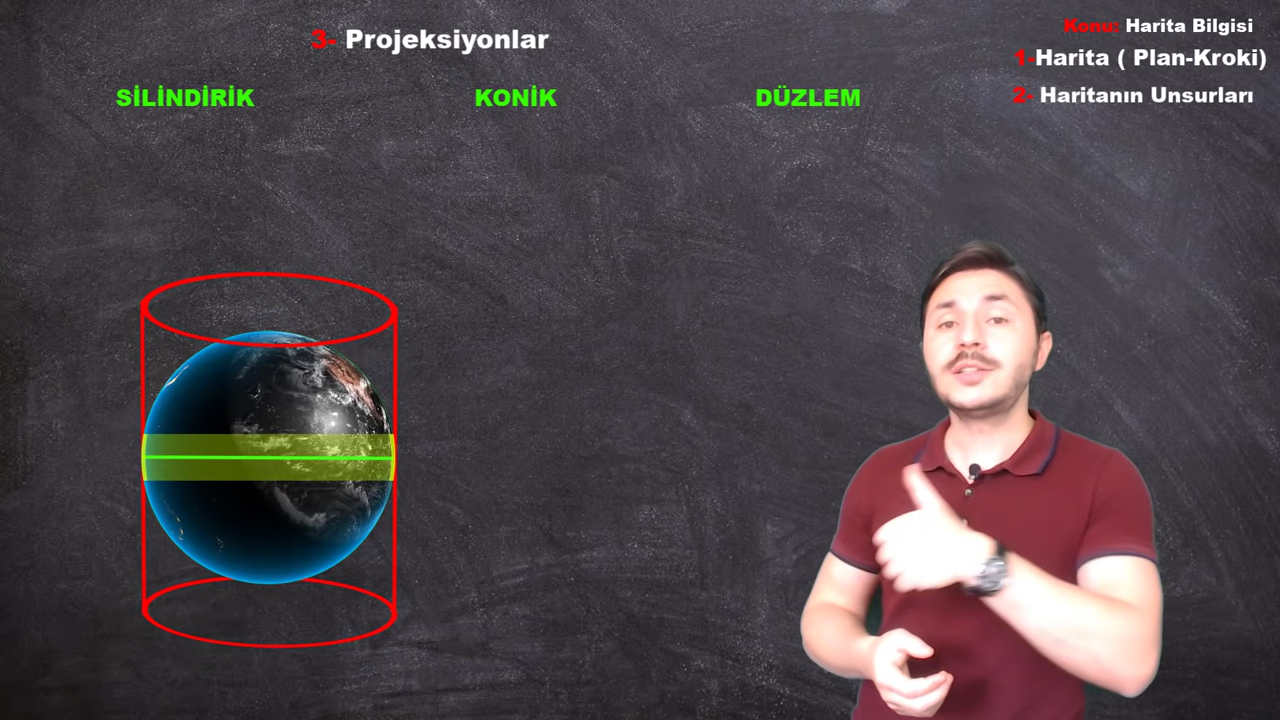 3- Projeksiyonlar
SİLİNDİRİK
KONİK
DÜZLEM
Konu: Harita Bilgisi
1-Harita ( Plan-Kroki)
2- Haritanın Unsurları